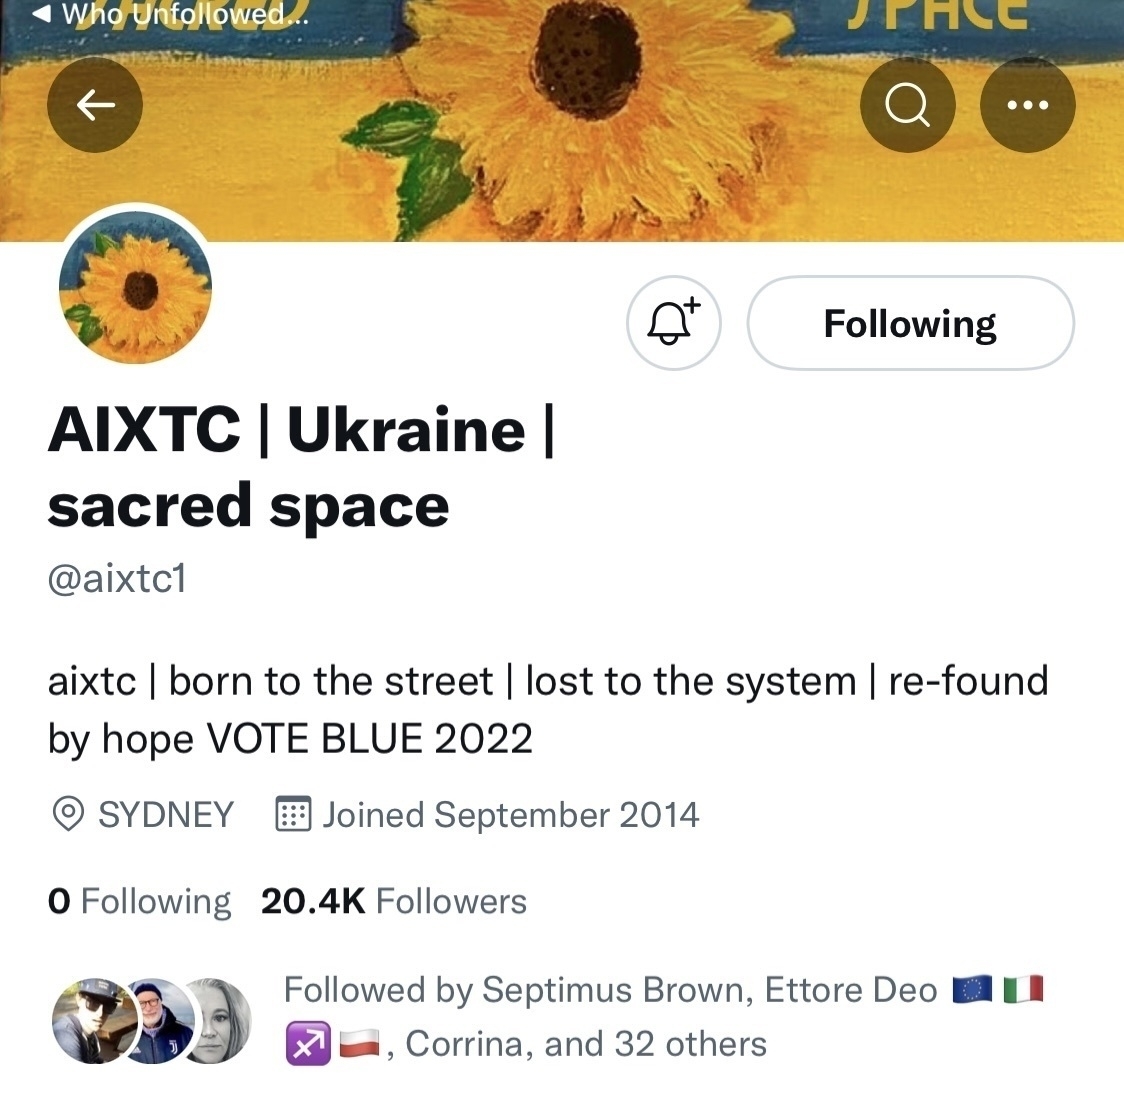 ◀ Who Unfollowed...
SACRED SPACE
Following
AIXTC | Ukraine |
sacred space
@aixtc1
aixtc | born to the street | lost to the system | re-found
by hope VOTE BLUE 2022
SYDNEY Joined September 2014
0 Following 20.4K Followers
Followed by Septimus Brown, Ettore Deo 🇪🇺 🇮🇹
♐ 🇵🇱, Corrina, and 32 others